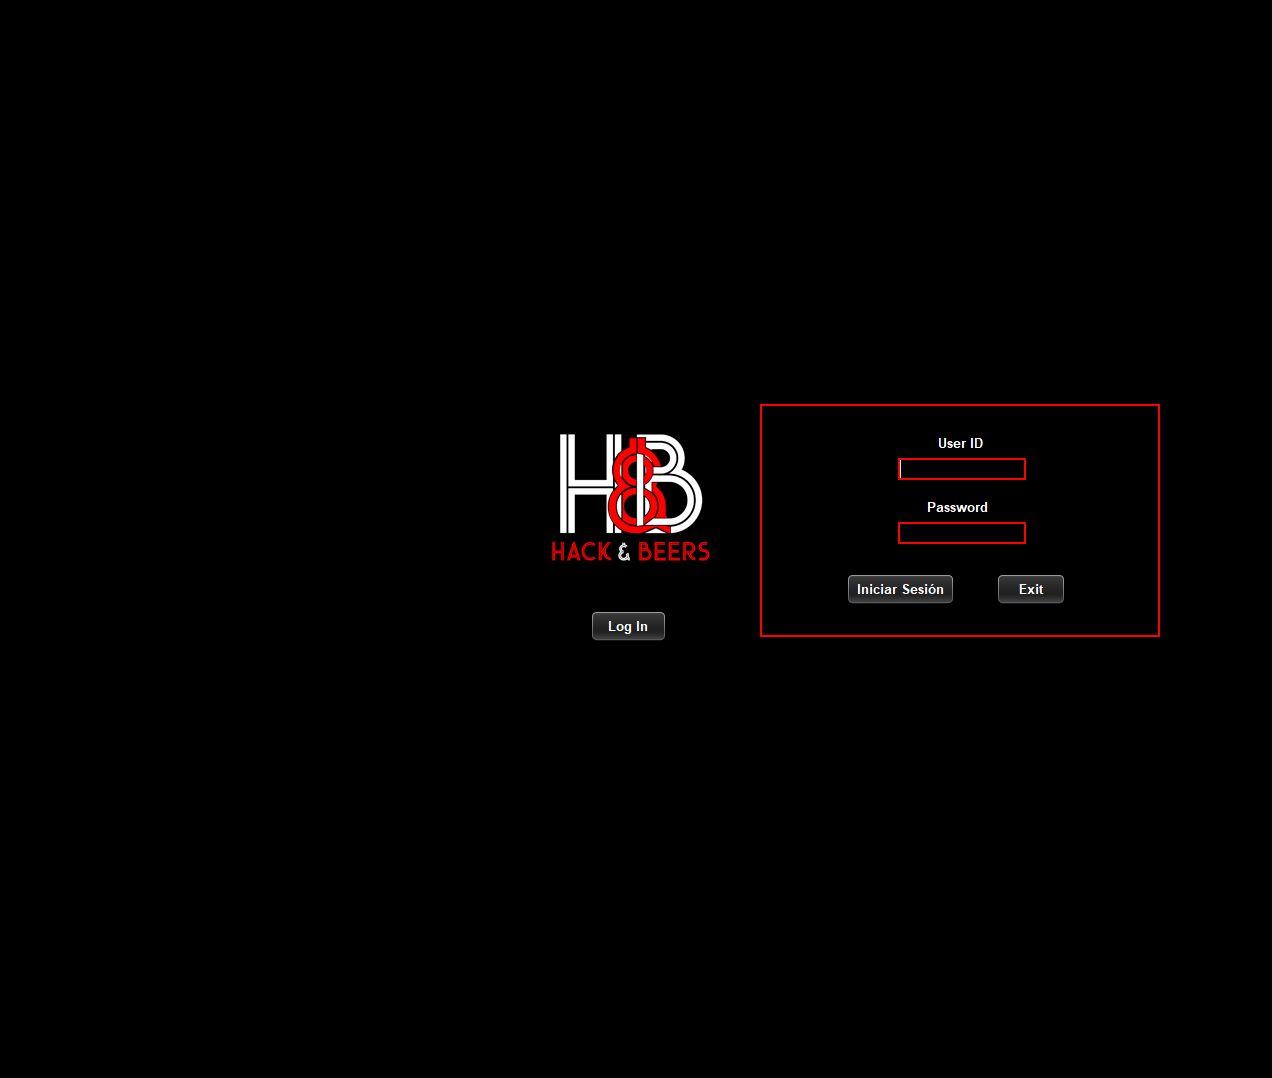 H&B
HACK & BEERS
Log In
User ID
Password
Iniciar Sesión
Exit